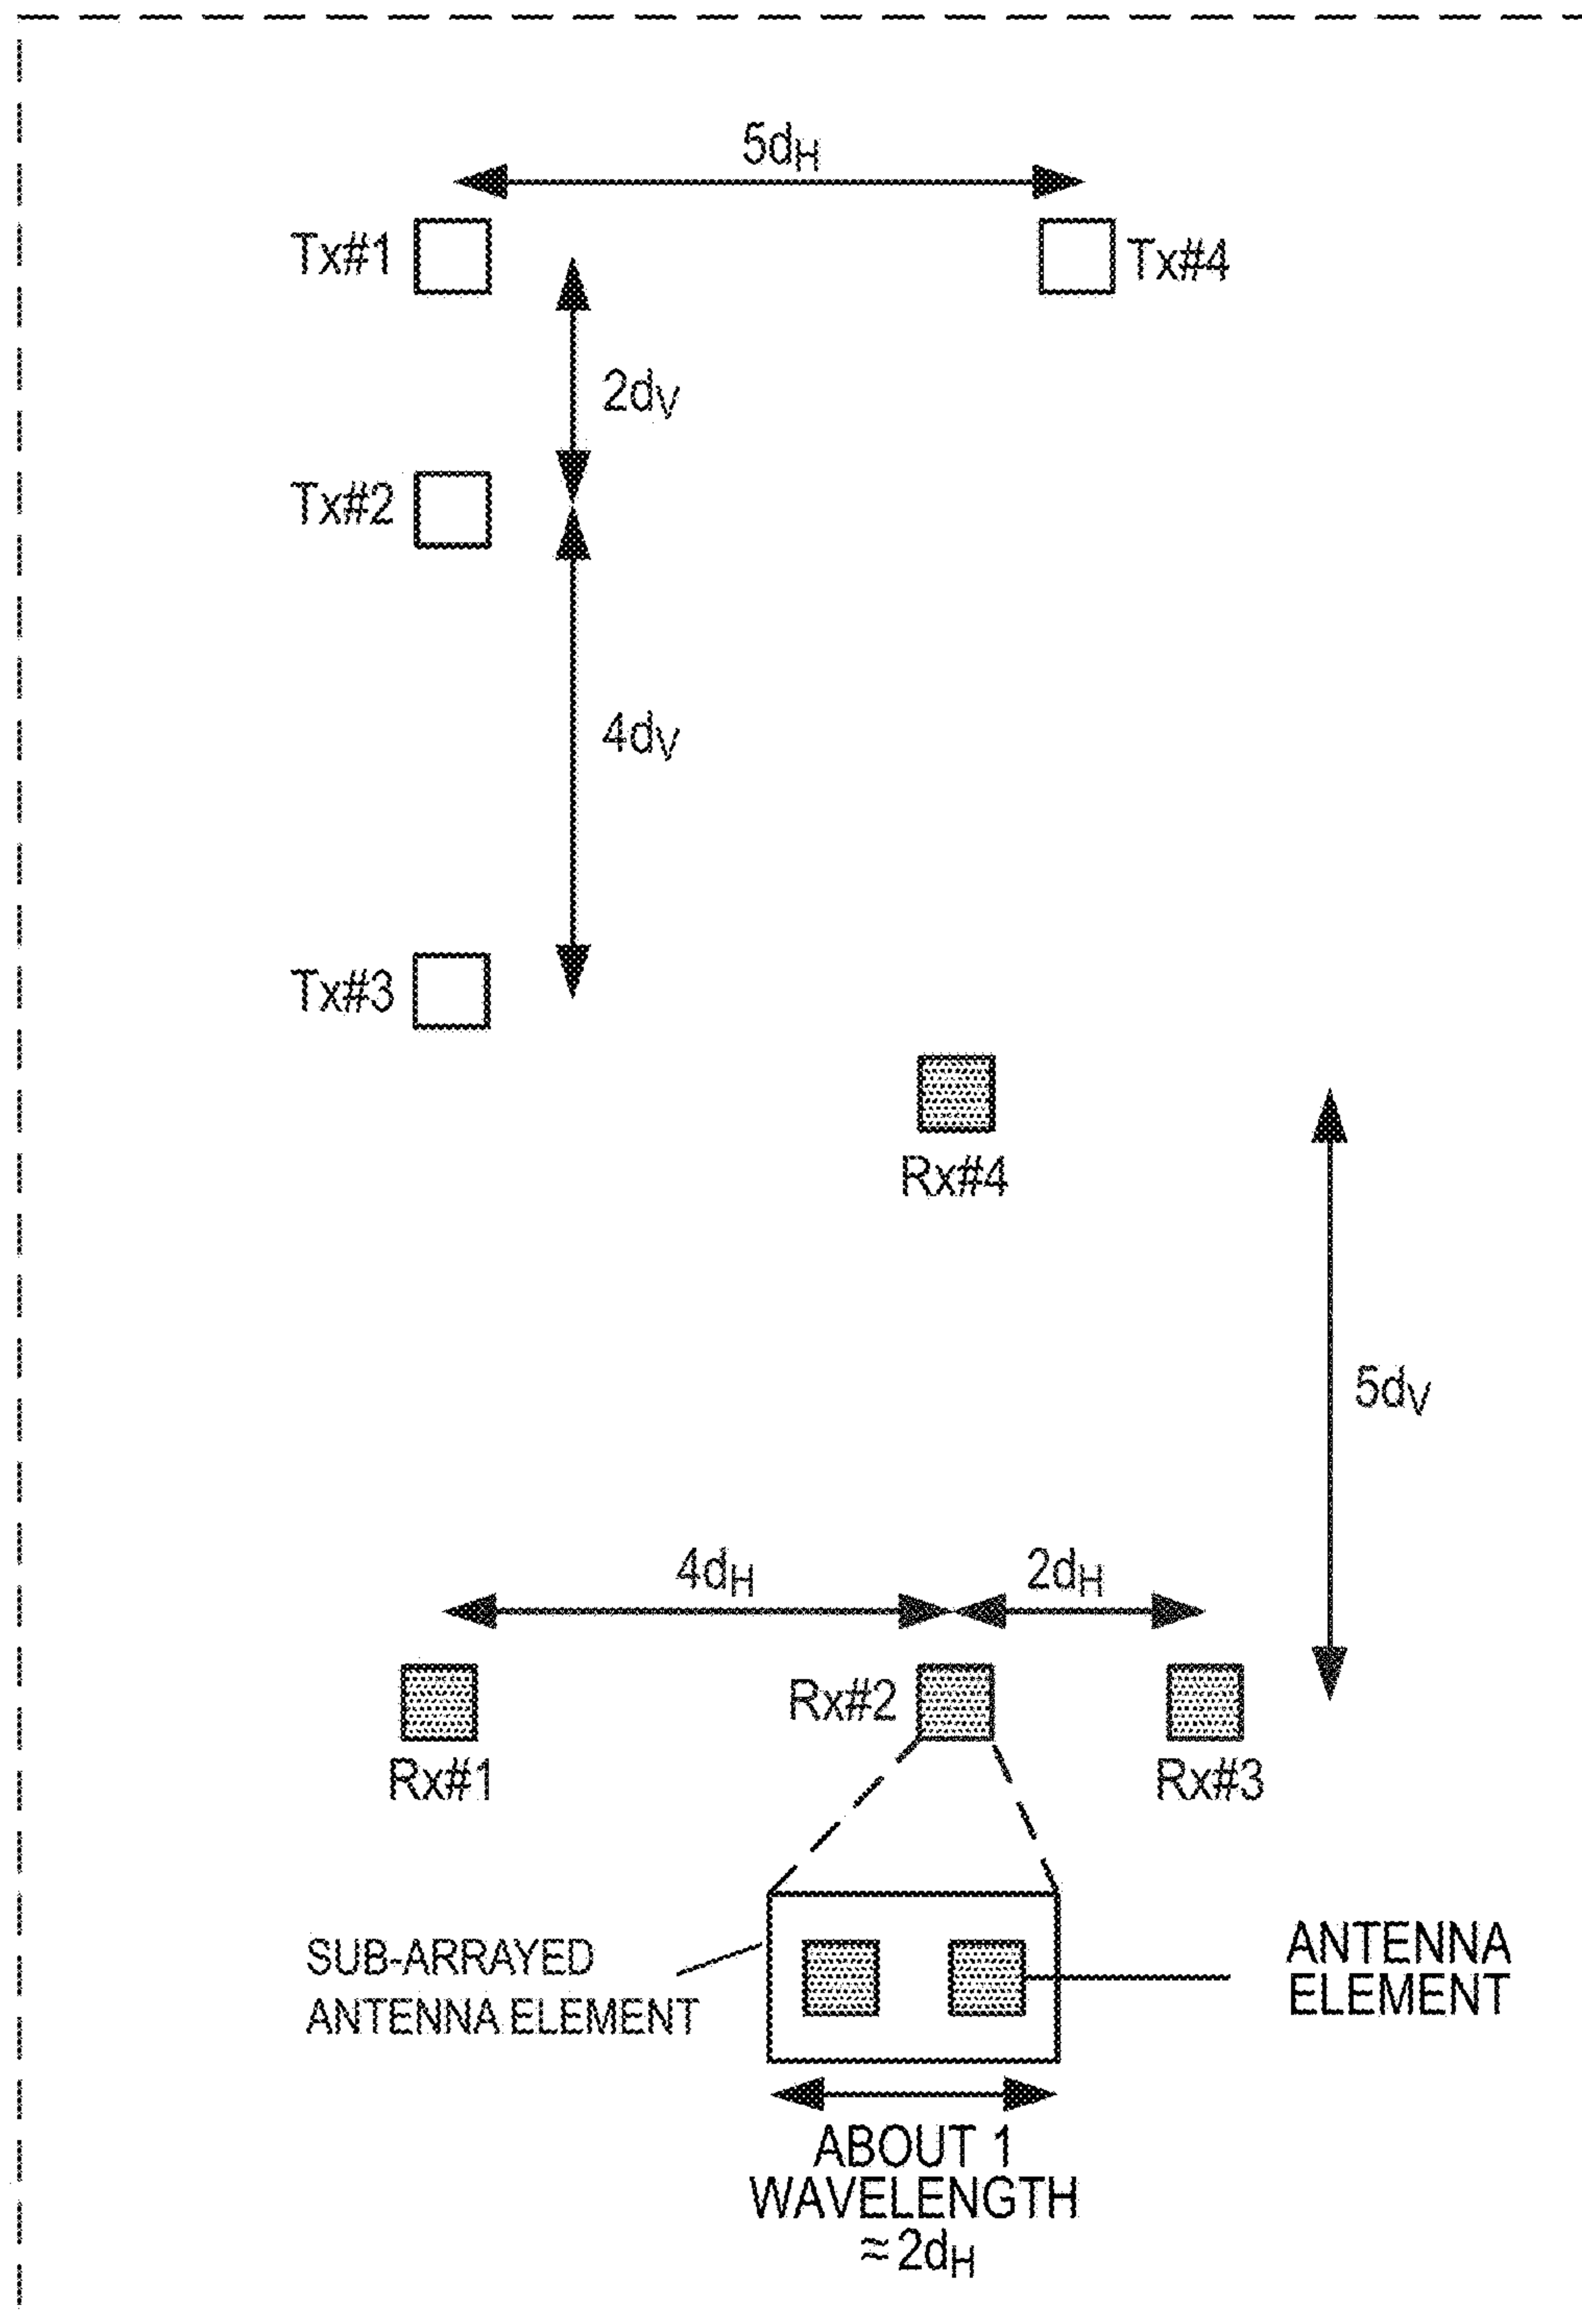 5dH
Tx#1
Tx#4
2dV
Tx#2
4dV
Tx#3
Rx#4
5dV
4dH
2dH
Rx#2
Rx#1
Rx#3
SUB-ARRAYED
ANTENNA ELEMENT
ANTENNA
ELEMENT
ABOUT 1
WAVELENGTH
≈2dH